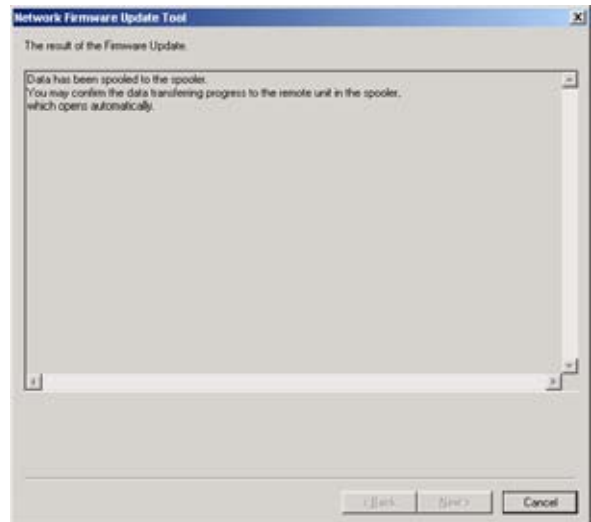 Network Firmware Update Tool
The result of the Firmware Update.
Data has been spooled to the spooler.
You may confirm the data transferring progress to the remote unit in the spooler,
which opens automatically.
< Back
Next >
Cancel